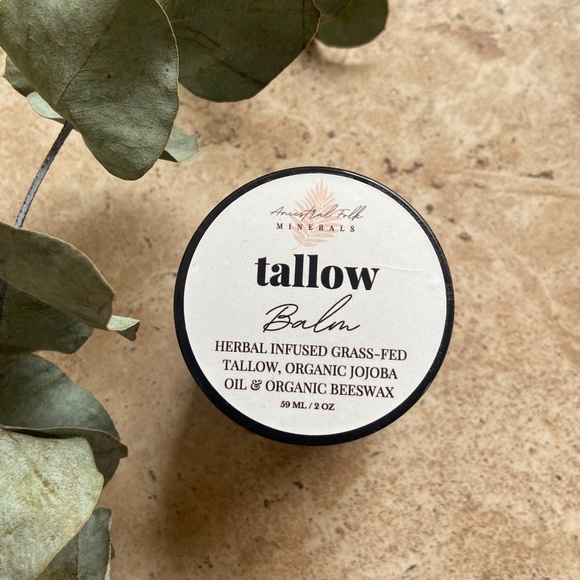 Ancestral Folk
MINERALS
tallow
Balm
HERBAL INFUSED GRASS-FED
TALLOW, ORGANIC JOJOBA
OIL & ORGANIC BEESWAX
59 ML / 2 OZ